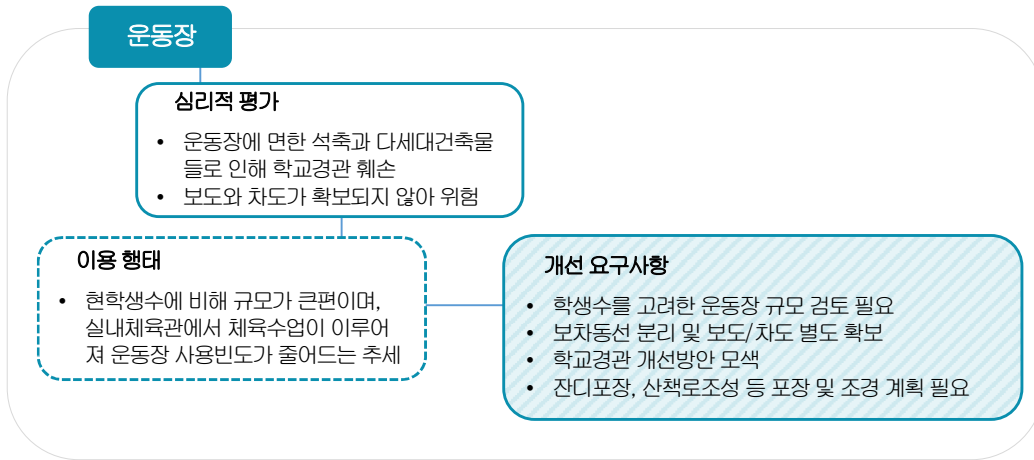 운동장
심리적 평가
• 운동장에 면한 석축과 다세대건축물
들로 인해 학교경관 훼손
• 보도와 차도가 확보되지 않아 위험
이용 행태
• 현학생수에 비해 규모가 큰편이며,
실내체육관에서 체육수업이 이루어
져 운동장 사용빈도가 줄어드는 추세
개선 요구사항
• 학생수를 고려한 운동장 규모 검토 필요
• 보차동선 분리 및 보도/차도 별도 확보
• 학교경관 개선방안 모색
• 잔디포장, 산책로조성 등 포장 및 조경 계획 필요